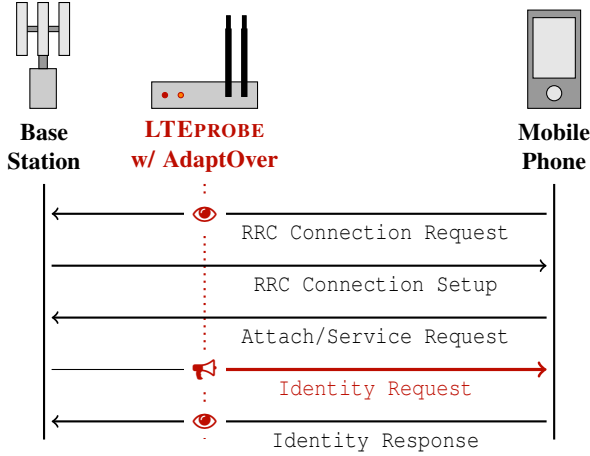 Base
Station
LTEPROBE
w/ AdaptOver
Mobile
Phone
RRC Connection Request
RRC Connection Setup
Attach/Service Request
Identity Request
Identity Response